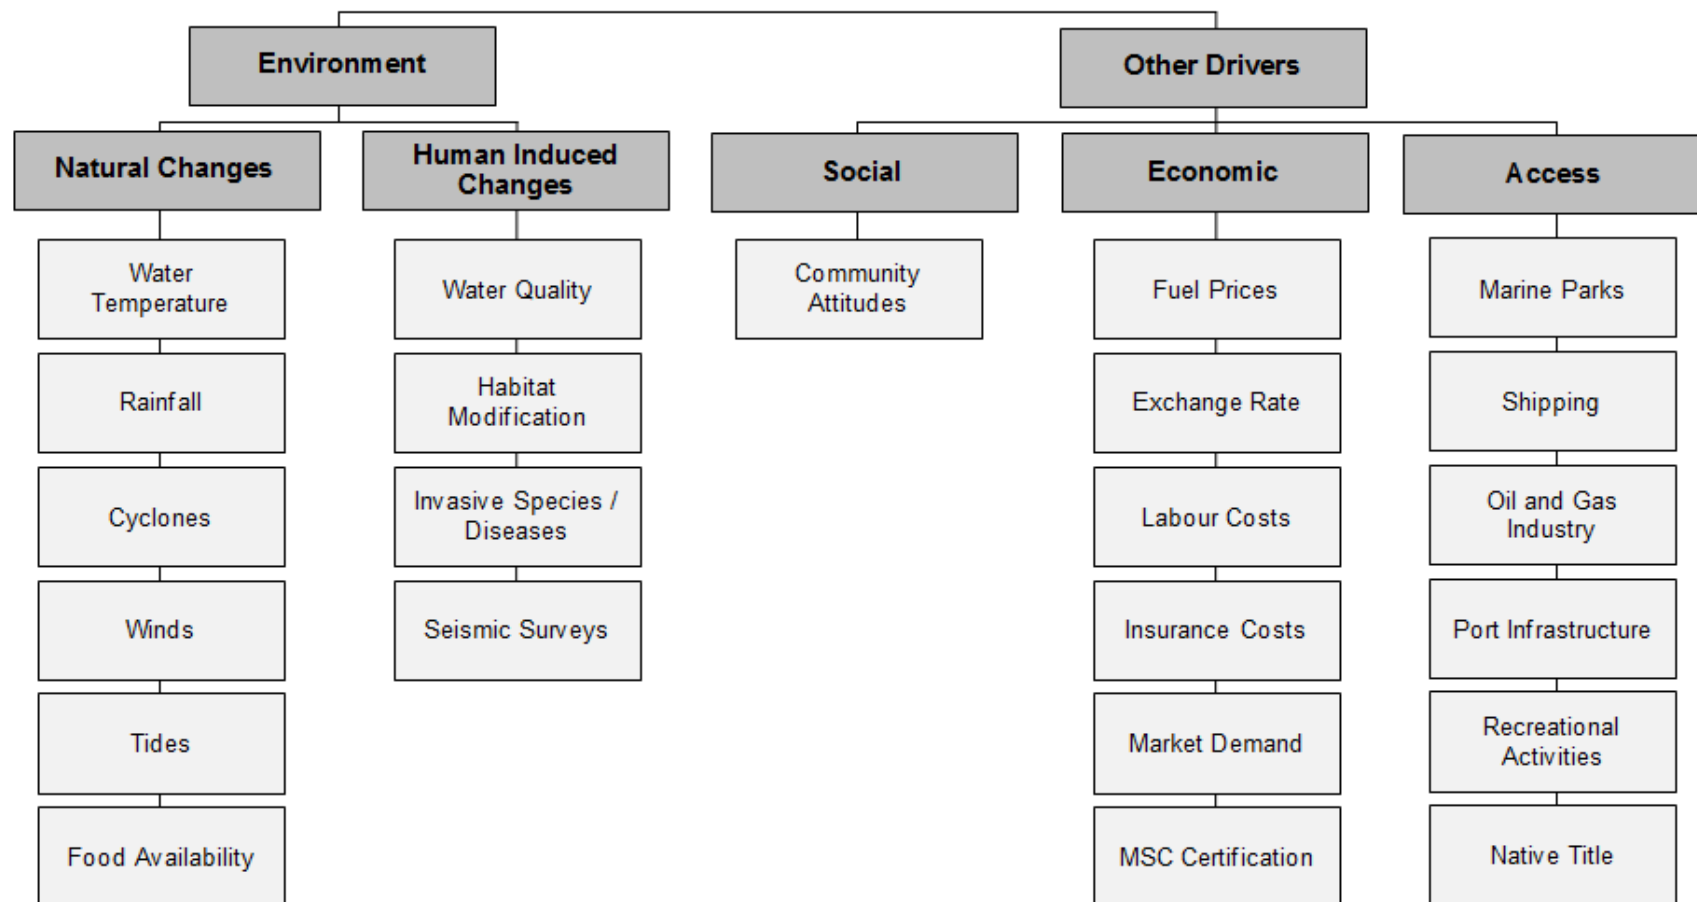 Environment
Other Drivers
Natural Changes
Human Induced
Changes
Social
Economic
Access
Water
Temperature
Rainfall
Cyclones
Winds
Tides
Food Availability
Water Quality
Habitat
Modification
Invasive Species /
Diseases
Seismic Surveys
Community
Attitudes
Fuel Prices
Exchange Rate
Labour Costs
Insurance Costs
Market Demand
MSC Certification
Marine Parks
Shipping
Oil and Gas
Industry
Port Infrastructure
Recreational
Activities
Native Title